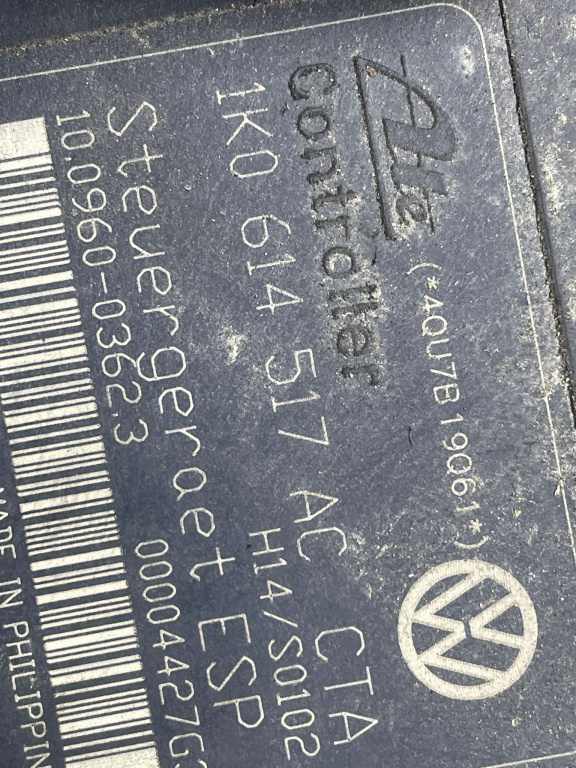 Ate
Controller
(*4QU7B19Q61*)
1K0 614 517 AC CTA
H14/S0102
Steuergeraet ESP
10.0960-0362.3 00004427G
MADE IN PHILIPPIN